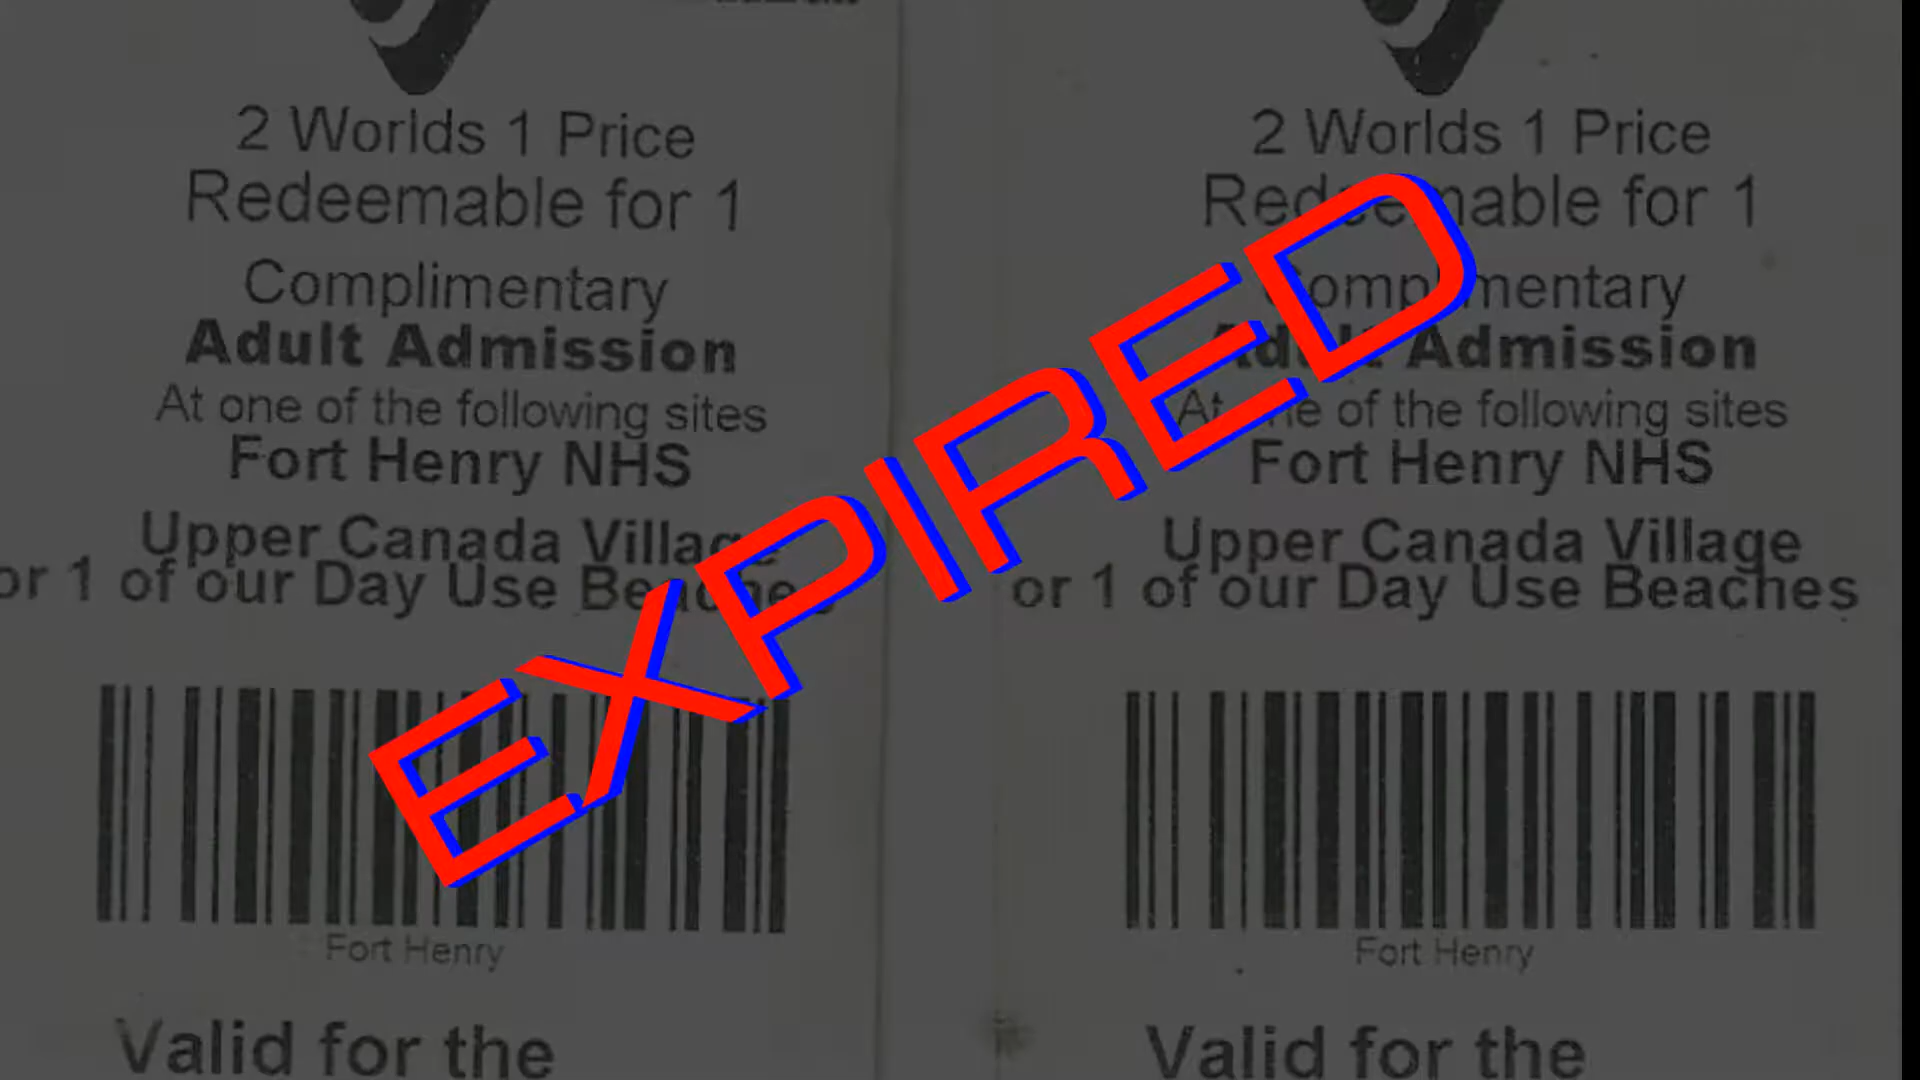 2 Worlds 1 Price
Redeemable for 1
Complimentary
Adult Admission
At one of the following sites
Fort Henry NHS
Upper Canada Village
or 1 of our Day Use Beaches
Fort Henry
Valid for the
2 Worlds 1 Price
Redeemable for 1
Complimentary
Adult Admission
At one of the following sites
Fort Henry NHS
Upper Canada Village
or 1 of our Day Use Beaches
Fort Henry
Valid for the
EXPIRED